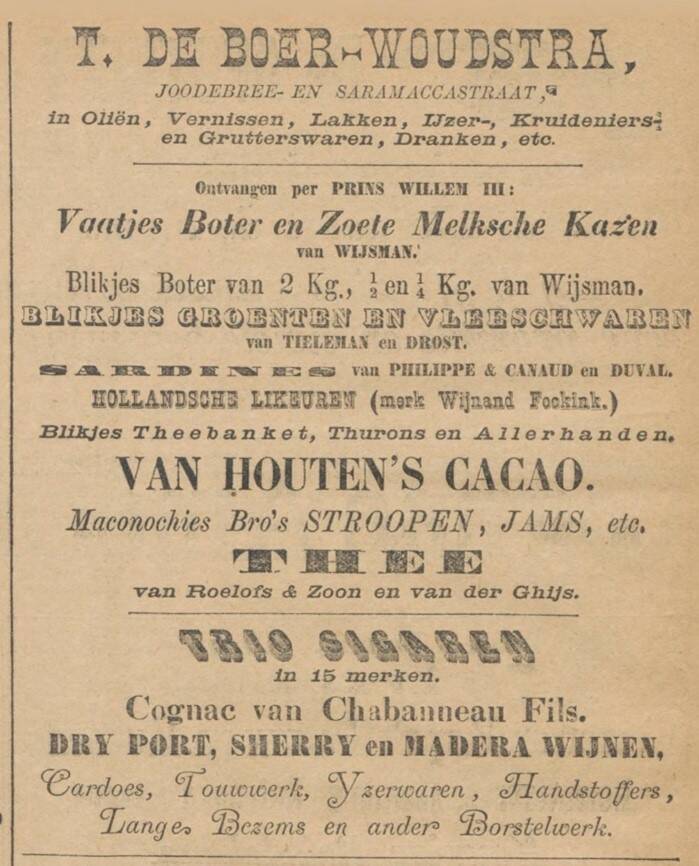 T. DE BOER-WOUDSTRA,
JOODEBREE- EN SARAMACCASTRAAT,
in Oliën, Vernissen, Lakken, IJzer-, Kruideniers-
en Grutterswaren, Dranken, etc.
Ontvangen per PRINS WILLEM III:
Vaatjes Boter en Zoete Melksche Kazen
van WIJSMAN.
Blikjes Boter van 2 Kg., ½ en ¼ Kg. van Wijsman.
BLIKJES GROENTEN EN VLEESCHWAREN
van TIELEMAN en DROST.
SARDINES van PHILIPPE & CANAUD en DUVAL.
HOLLANDSCHE LIKEUREN (merk Wijnand Fockink.)
Blikjes Theebanket, Thurons en Allerhanden.
VAN HOUTEN'S CACAO.
Maconochies Bro's STROOPEN, JAMS, etc.
THEE
van Roelofs & Zoon en van der Ghijs.
TRIO SIGAREN
in 15 merken.
Cognac van Chabanneau Fils.
DRY PORT, SHERRY en MADERA WIJNEN,
Cardoes, Touwwerk, Yzerwaren, Handstoffers,
Lange Bezems en ander Borstelwerk.